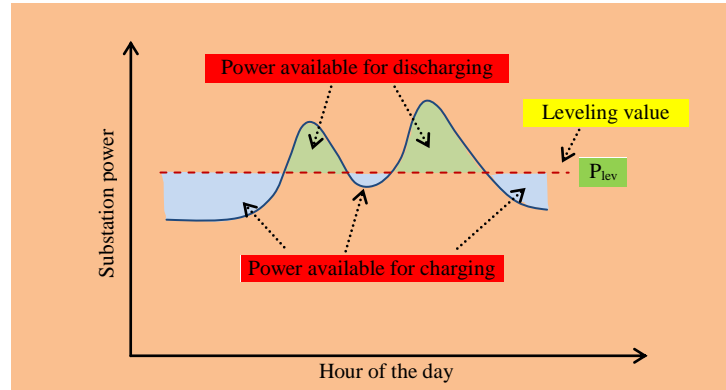 Power available for discharging
Leveling value
P_lev
Substation power
Power available for charging
Hour of the day